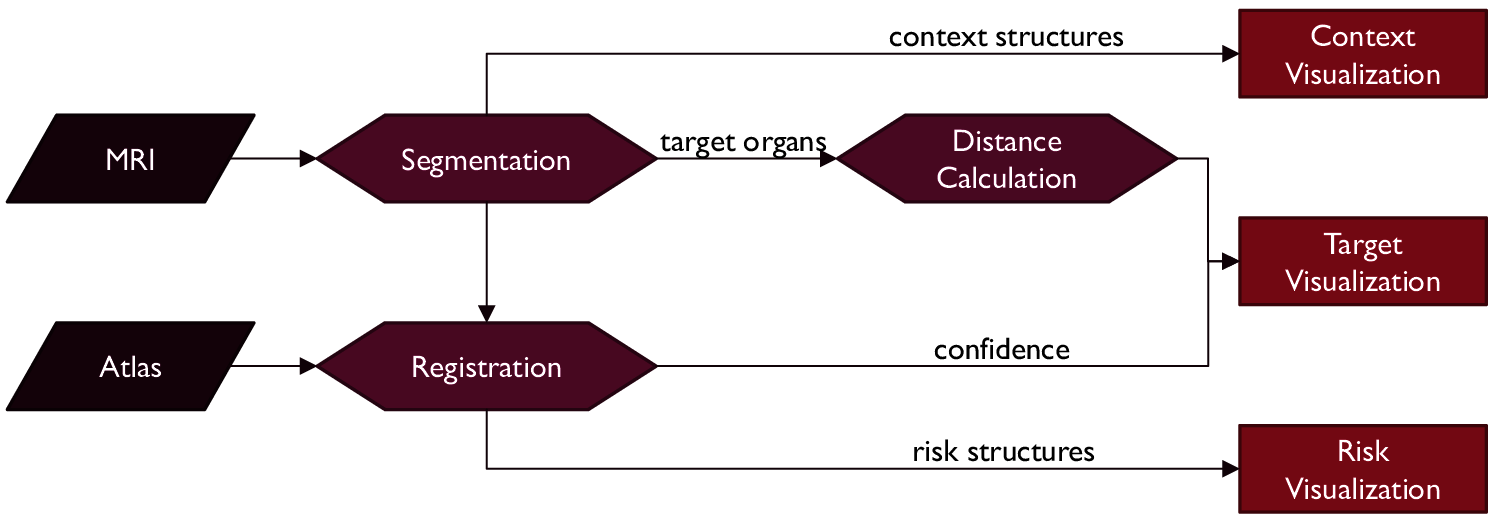 context structures
Context
Visualization
MRI
Segmentation
target organs
Distance
Calculation
Target
Visualization
Atlas
Registration
confidence
risk structures
Risk
Visualization